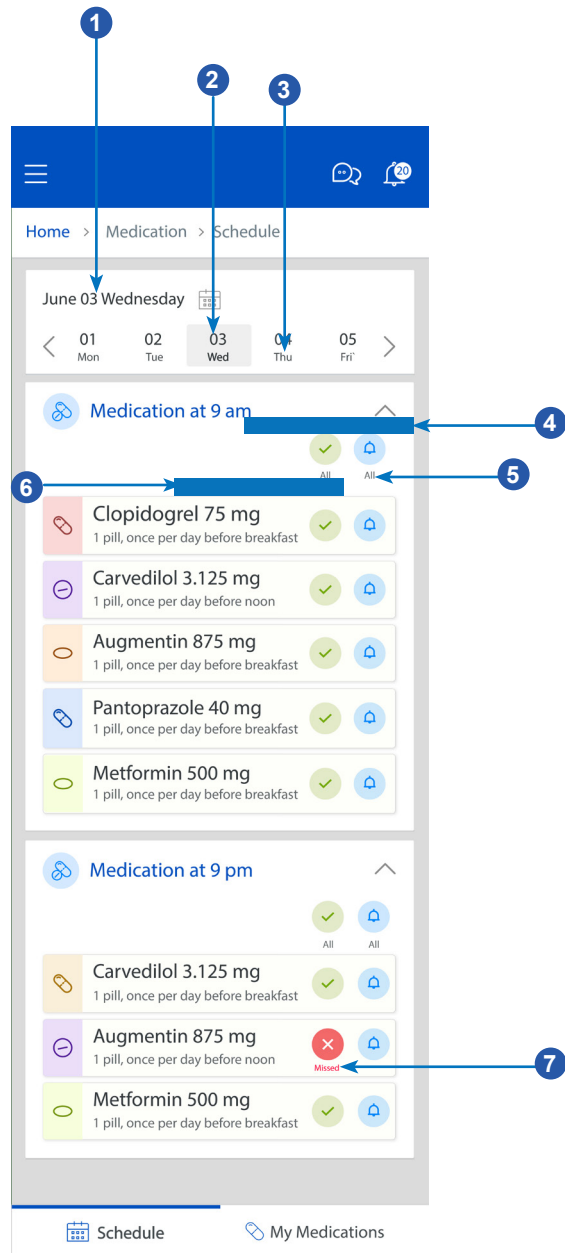 1
2
3
20
Home > Medication > Schedule
June 03 Wednesday
01 02 03 04 05
Mon Tue Wed Thu Fri`
Medication at 9 am
4
All All
5
6
Clopidogrel 75 mg
1 pill, once per day before breakfast
Carvedilol 3.125 mg
1 pill, once per day before noon
Augmentin 875 mg
1 pill, once per day before breakfast
Pantoprazole 40 mg
1 pill, once per day before breakfast
Metformin 500 mg
1 pill, once per day before breakfast
Medication at 9 pm
All All
Carvedilol 3.125 mg
1 pill, once per day before breakfast
Augmentin 875 mg
1 pill, once per day before noon
Missed
7
Metformin 500 mg
1 pill, once per day before breakfast
Schedule My Medications